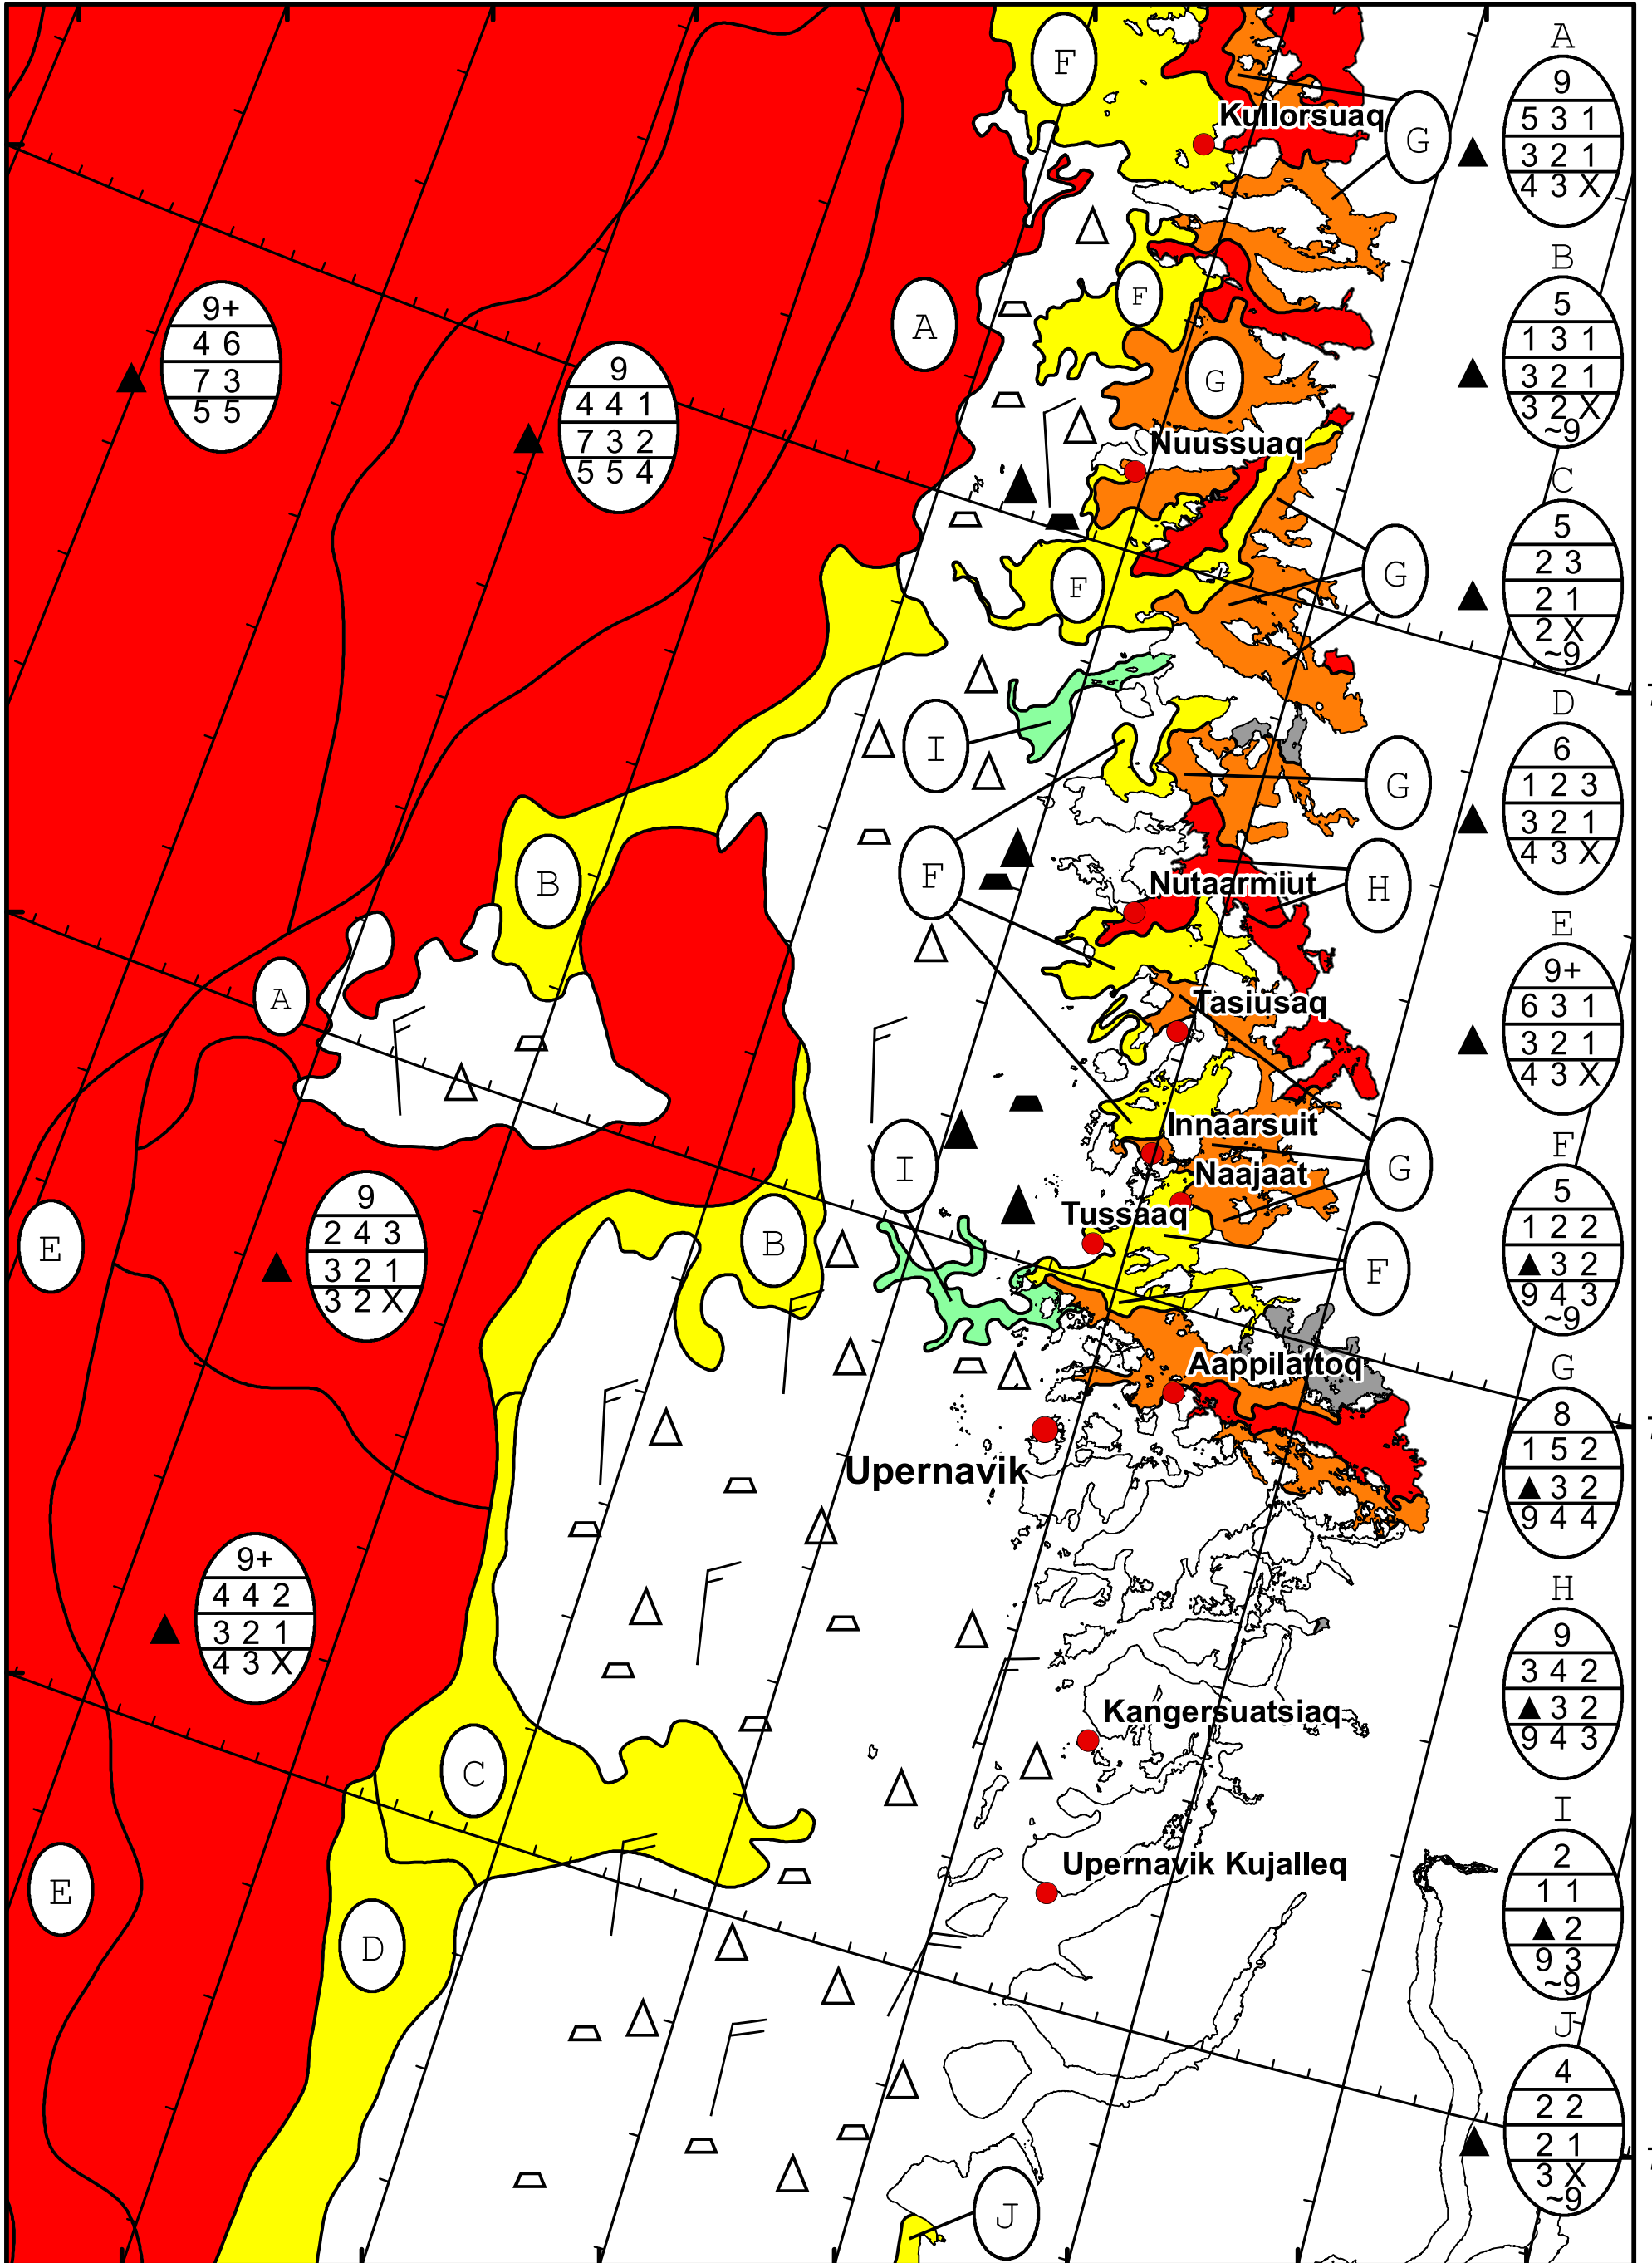 F
Kullorsuaq
G
9+
4 6
7 3
5 5
9
4 4 1
7 3 2
5 5 4
A
F
G
Nuussuaq
F
G
I
G
B
F
H
Nutaarmiut
A
Tasiusaq
Innaarsuit
I
G
Naajaat
Tussaaq
E
9
2 4 3
3 2 1
3 2 X
B
F
Aappilattoq
Upernavik
9+
4 4 2
3 2 1
4 3 X
Kangersuatsiaq
C
Upernavik Kujalleq
E
D
J
A
9
5 3 1
3 2 1
4 3 X
B
5
1 3 1
3 2 1
3 2 X
~9
C
5
2 3
2 1
2 X
~9
D
6
1 2 3
3 2 1
4 3 X
E
9+
6 3 1
3 2 1
4 3 X
F
5
1 2 2
▲ 3 2
9 4 3
~9
G
8
1 5 2
▲ 3 2
9 4 4
H
9
3 4 2
▲ 3 2
9 4 3
I
2
1 1
▲ 2
9 3
~9
J
4
2 2
2 1
3 X
~9